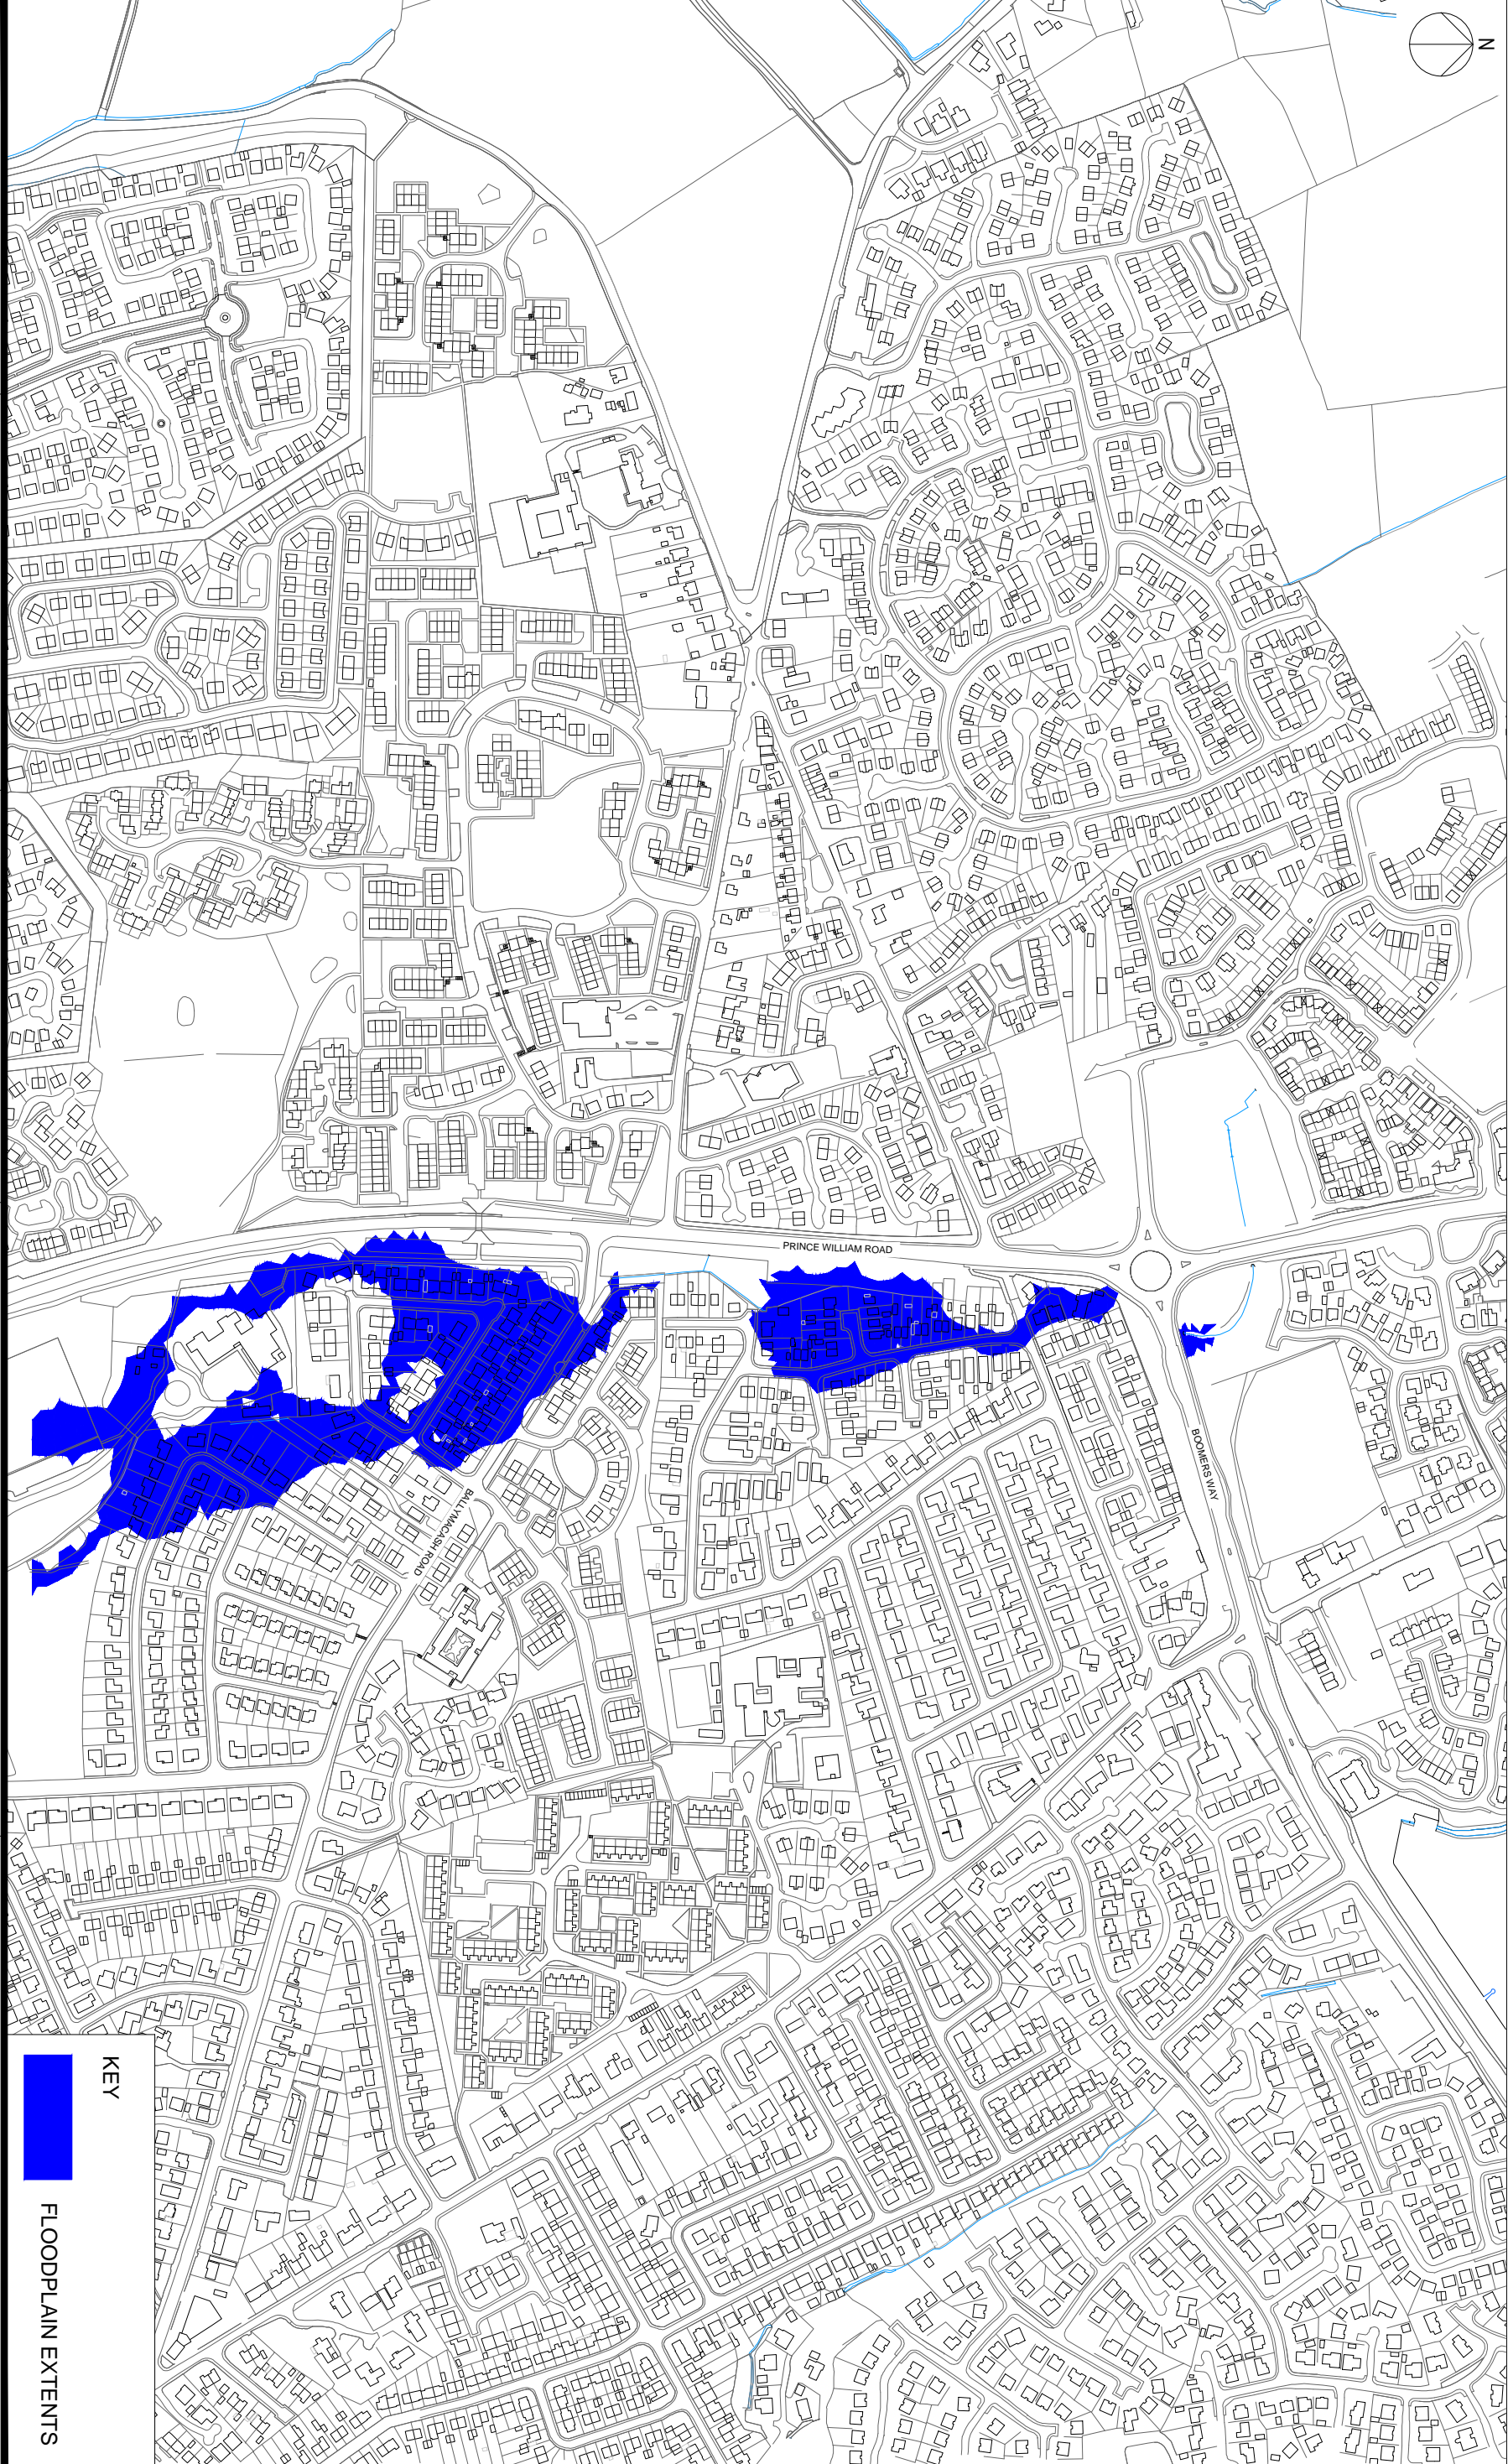 N
PRINCE WILLIAM ROAD
BOOMERS WAY
BALLYMACASH ROAD
KEY
FLOODPLAIN EXTENTS